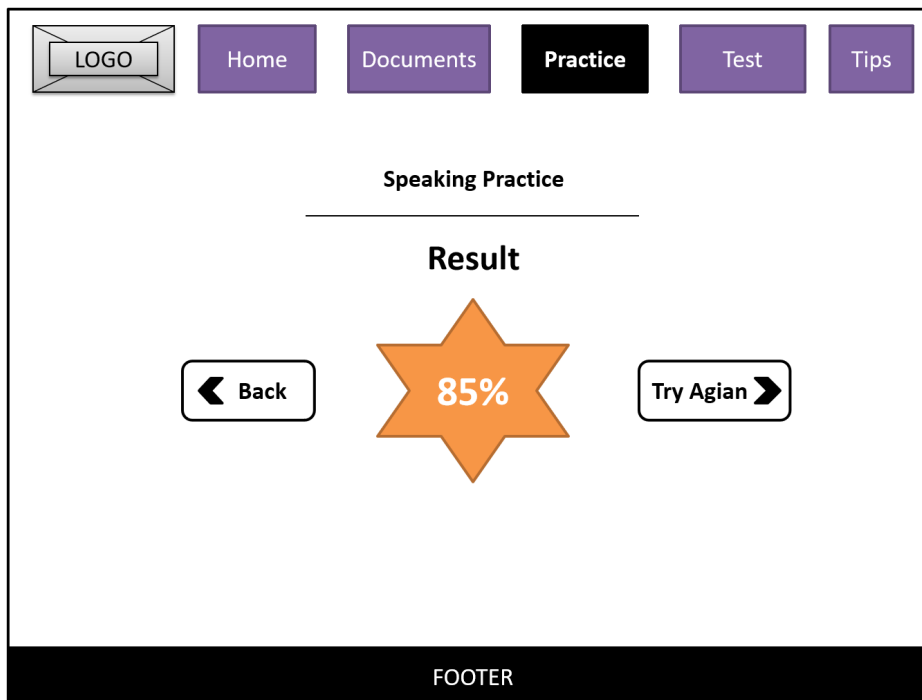 LOGO
Home
Documents
Practice
Test
Tips
Speaking Practice
Result
Back
85%
Try Agian
FOOTER